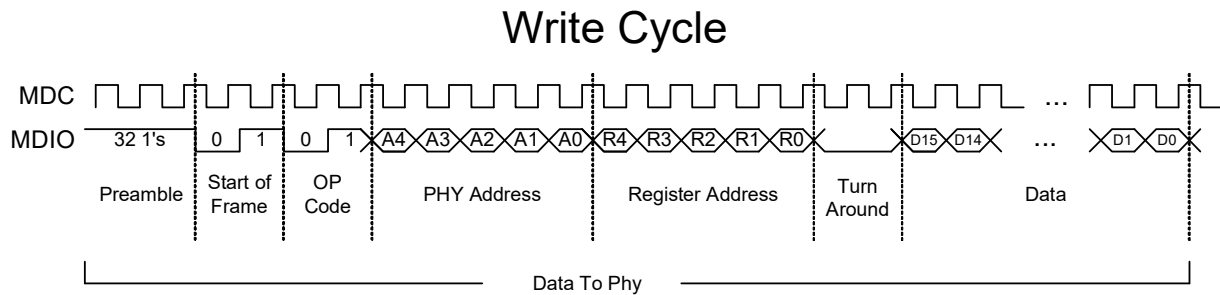 Write Cycle
MDC ...
MDIO 32 1's 0 1 0 1 A4 A3 A2 A1 A0 R4 R3 R2 R1 R0 D15 D14 ... D1 D0
Preamble Start of Frame OP Code PHY Address Register Address Turn Around Data
Data To Phy